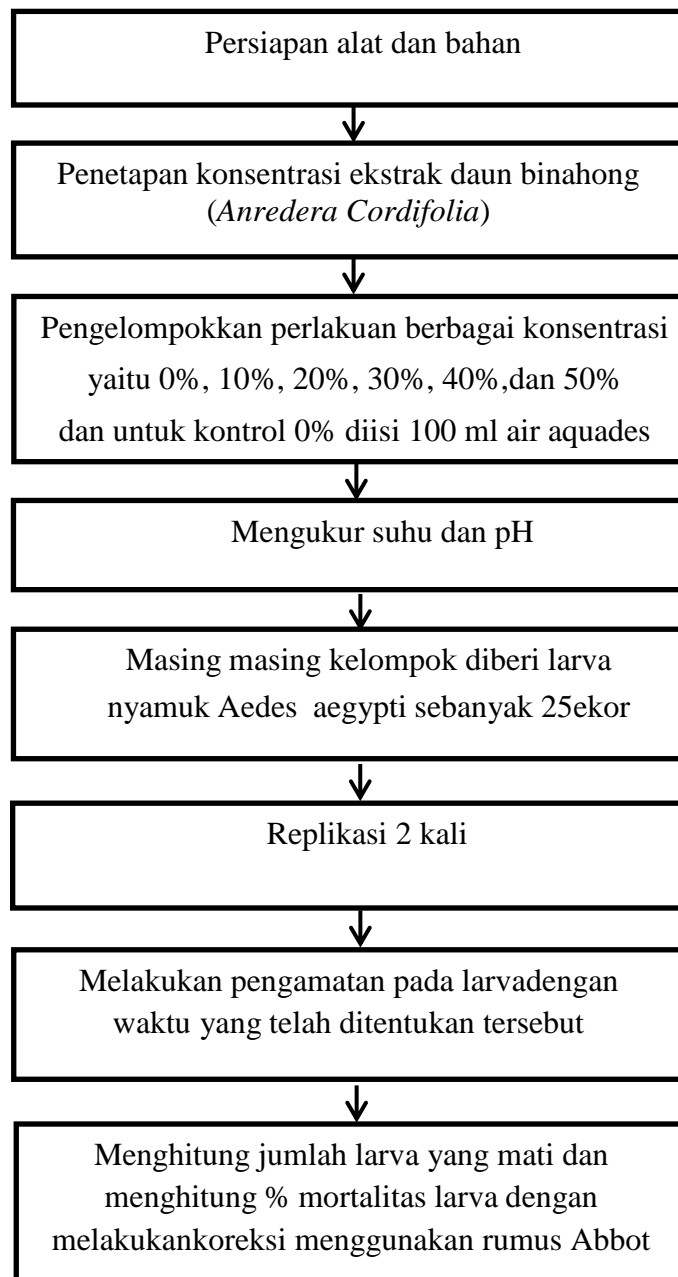 Persiapan alat dan bahan
Penetapan konsentrasi ekstrak daun binahong
(Anredera Cordifolia)
Pengelompokkan perlakuan berbagai konsentrasi
yaitu 0%, 10%, 20%, 30%, 40%,dan 50%
dan untuk kontrol 0% diisi 100 ml air aquades
Mengukur suhu dan pH
Masing masing kelompok diberi larva
nyamuk Aedes aegypti sebanyak 25ekor
Replikasi 2 kali
Melakukan pengamatan pada larvadengan
waktu yang telah ditentukan tersebut
Menghitung jumlah larva yang mati dan
menghitung % mortalitas larva dengan
melakukankoreksi menggunakan rumus Abbot